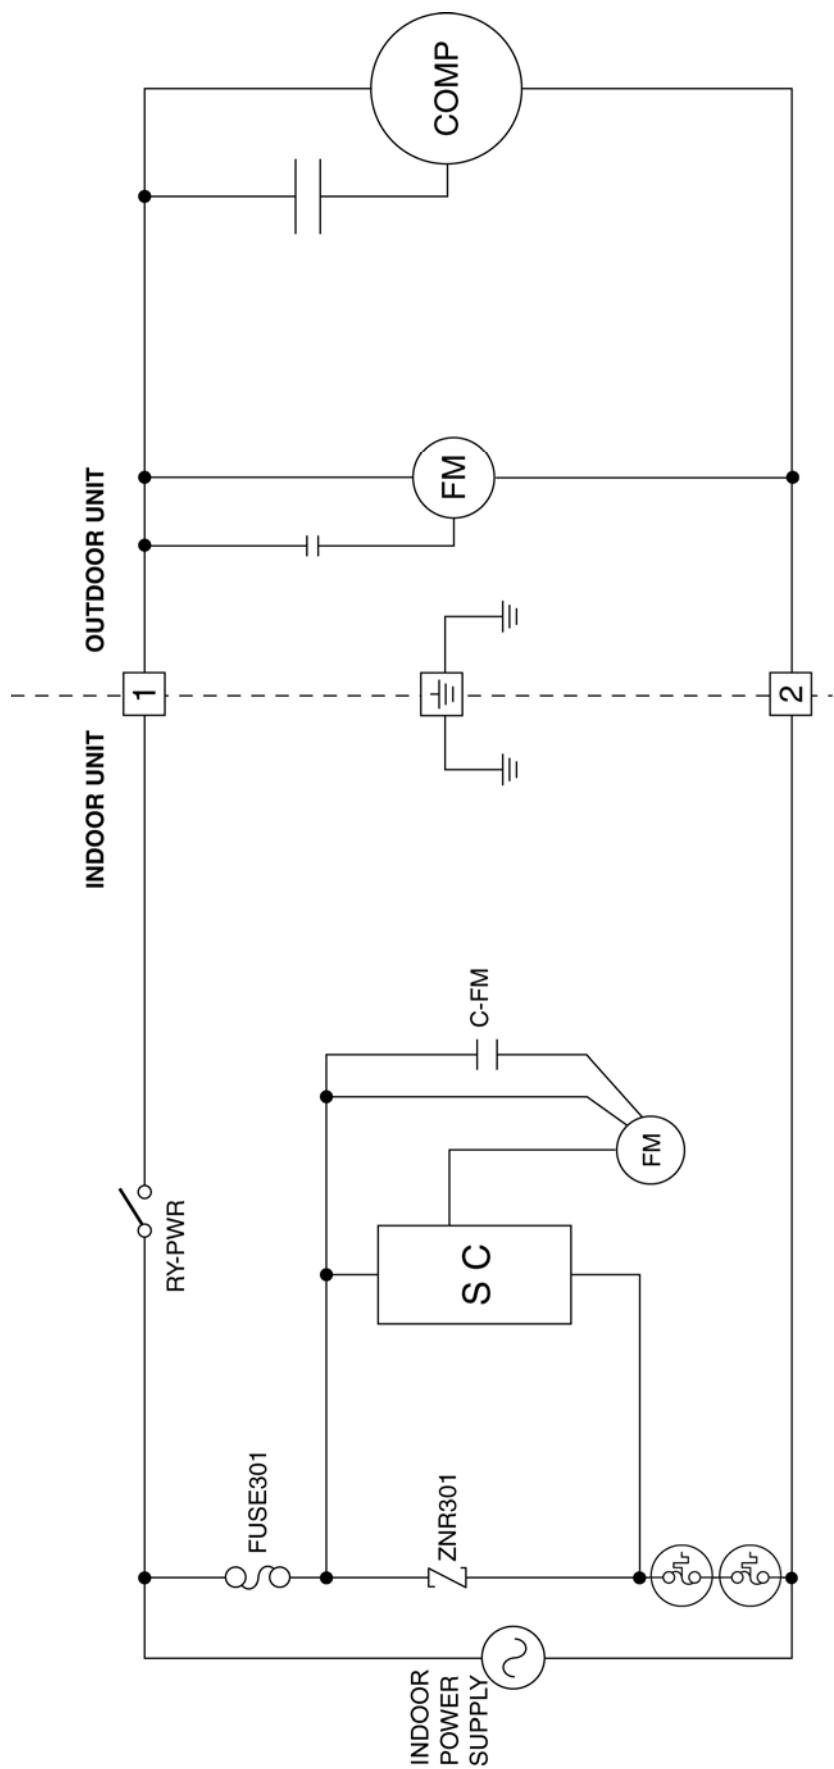 COMP
FM
OUTDOOR UNIT
1
2
INDOOR UNIT
C-FM
FM
RY-PWR
S C
FUSE301
ZNR301
INDOOR
POWER
SUPPLY